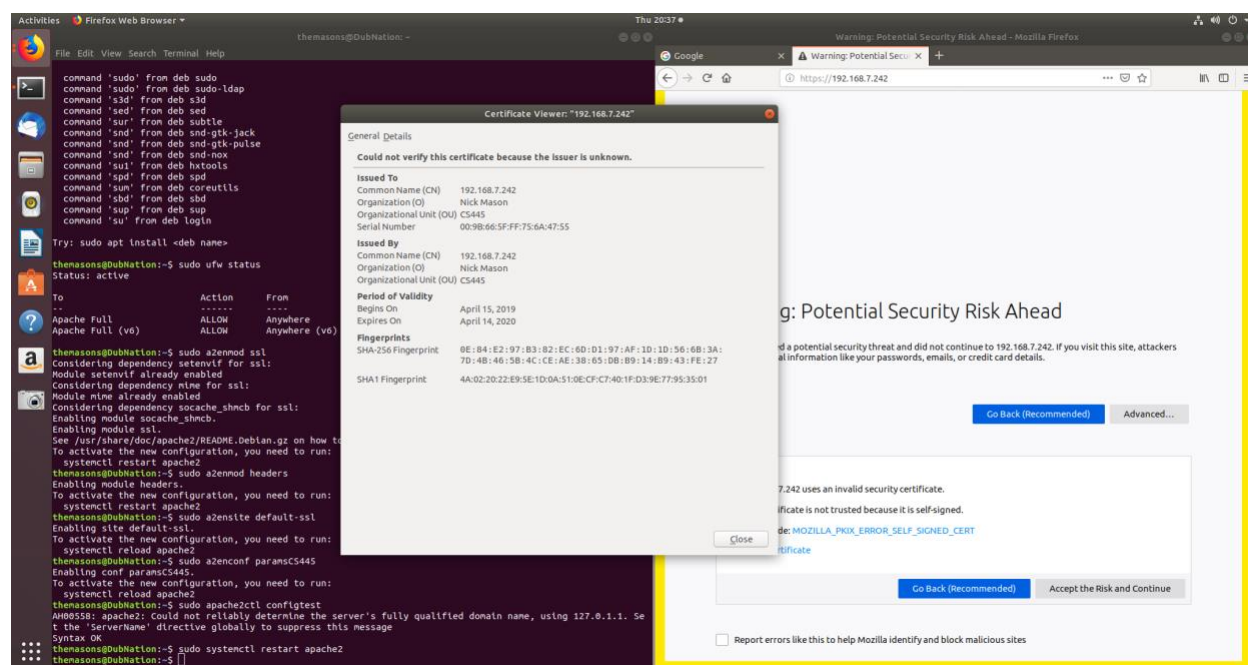 Activities
Firefox Web Browser
Thu 20:37
themasons@DubNation: ~
File Edit View Search Terminal Help
command 'sudo' from deb sudo
command 'sudo' from deb sudo-ldap
command 's3d' from deb s3d
command 'sed' from deb sed
command 'sur' from deb subtle
command 'snd' from deb snd-gtk-jack
command 'snd' from deb snd-gtk-pulse
command 'snd' from deb snd-nox
command 'su1' from deb hxtools
command 'spd' from deb spd
command 'sum' from deb coreutils
command 'sbd' from deb sbd
command 'sup' from deb sup
command 'su' from deb login
Try: sudo apt install <deb name>
themasons@DubNation:~$ sudo ufw status
Status: active
To Action From
-- ------ ----
Apache Full ALLOW Anywhere
Apache Full (v6) ALLOW Anywhere (v6)
themasons@DubNation:~$ sudo a2enmod ssl
Considering dependency setenvif for ssl:
Module setenvif already enabled
Considering dependency mime for ssl:
Module mime already enabled
Considering dependency socache_shmcb for ssl:
Enabling module socache_shmcb.
Enabling module ssl.
See /usr/share/doc/apache2/README.Debian.gz on how to
To activate the new configuration, you need to run:
systemctl restart apache2
themasons@DubNation:~$ sudo a2enmod headers
Enabling module headers.
To activate the new configuration, you need to run:
systemctl restart apache2
themasons@DubNation:~$ sudo a2ensite default-ssl
Enabling site default-ssl.
To activate the new configuration, you need to run:
systemctl reload apache2
themasons@DubNation:~$ sudo a2enconf paramsCS445
Enabling conf paramsCS445.
To activate the new configuration, you need to run:
systemctl reload apache2
themasons@DubNation:~$ sudo apache2ctl configtest
AH00558: apache2: Could not reliably determine the server's fully qualified domain name, using 127.0.1.1. Se
t the 'ServerName' directive globally to suppress this message
Syntax OK
themasons@DubNation:~$ sudo systemctl restart apache2
themasons@DubNation:~$
Certificate Viewer: "192.168.7.242"
General Details
Could not verify this certificate because the issuer is unknown.
Issued To
Common Name (CN) 192.168.7.242
Organization (O) Nick Mason
Organizational Unit (OU) CS445
Serial Number 00:9B:66:5F:FF:75:6A:47:55
Issued By
Common Name (CN) 192.168.7.242
Organization (O) Nick Mason
Organizational Unit (OU) CS445
Period of Validity
Begins On April 15, 2019
Expires On April 14, 2020
Fingerprints
SHA-256 Fingerprint 0E:84:E2:97:B3:82:EC:6D:D1:97:AF:1D:1D:56:6B:3A:
7D:4B:46:5B:4C:CE:AE:38:65:DB:B9:14:B9:43:FE:27
SHA1 Fingerprint 4A:02:20:22:E9:5E:1D:0A:51:0E:CF:C7:40:1F:D3:9E:77:95:35:01
Close
Warning: Potential Security Risk Ahead - Mozilla Firefox
Google
Warning: Potential Secu
https://192.168.7.242
g: Potential Security Risk Ahead
d a potential security threat and did not continue to 192.168.7.242. If you visit this site, attackers
al information like your passwords, emails, or credit card details.
Go Back (Recommended) Advanced...
7.242 uses an invalid security certificate.
ificate is not trusted because it is self-signed.
de: MOZILLA_PKIX_ERROR_SELF_SIGNED_CERT
rtificate
Go Back (Recommended) Accept the Risk and Continue
Report errors like this to help Mozilla identify and block malicious sites